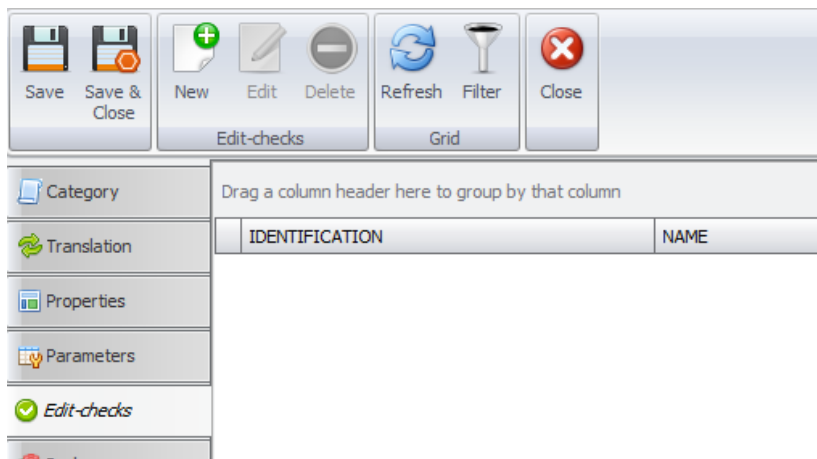 Save
Save &
Close
New
Edit
Delete
Refresh
Filter
Close
Edit-checks
Grid
Category
Drag a column header here to group by that column
IDENTIFICATION
NAME
Translation
Properties
Parameters
Edit-checks